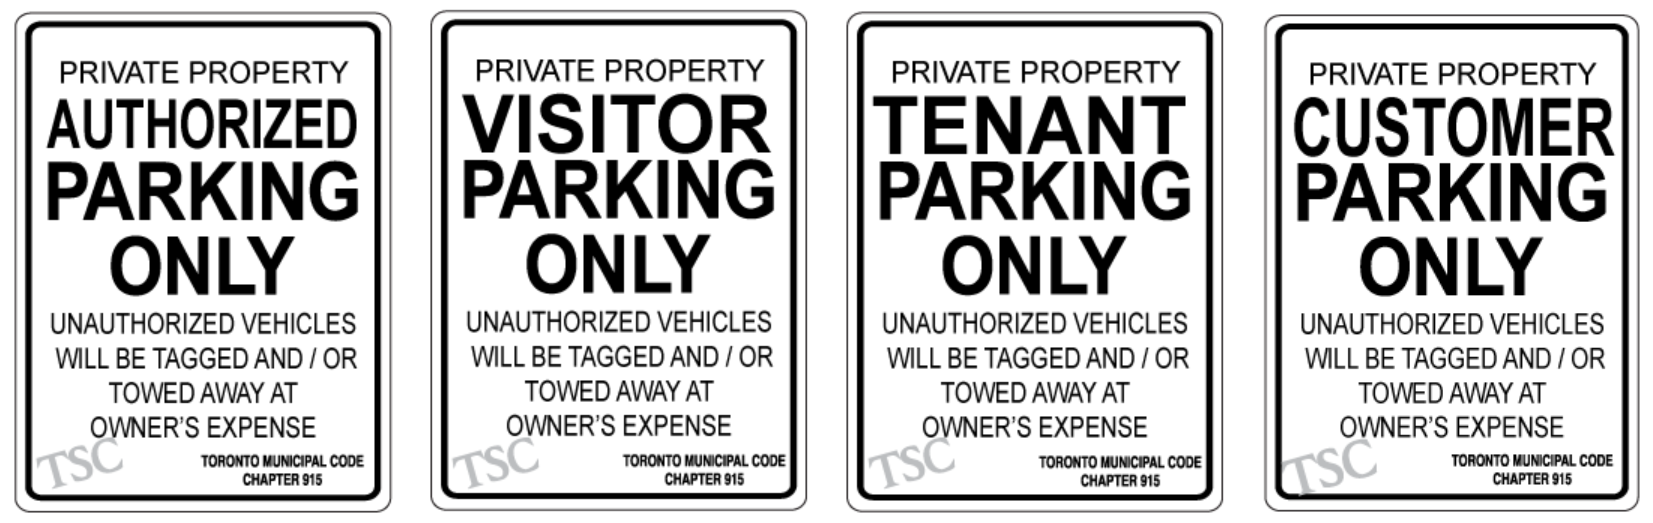 PRIVATE PROPERTY
AUTHORIZED
PARKING
ONLY
UNAUTHORIZED VEHICLES
WILL BE TAGGED AND / OR
TOWED AWAY AT
OWNER'S EXPENSE
TSC
TORONTO MUNICIPAL CODE
CHAPTER 915
PRIVATE PROPERTY
VISITOR
PARKING
ONLY
UNAUTHORIZED VEHICLES
WILL BE TAGGED AND / OR
TOWED AWAY AT
OWNER'S EXPENSE
TSC
TORONTO MUNICIPAL CODE
CHAPTER 915
PRIVATE PROPERTY
TENANT
PARKING
ONLY
UNAUTHORIZED VEHICLES
WILL BE TAGGED AND / OR
TOWED AWAY AT
OWNER'S EXPENSE
TSC
TORONTO MUNICIPAL CODE
CHAPTER 915
PRIVATE PROPERTY
CUSTOMER
PARKING
ONLY
UNAUTHORIZED VEHICLES
WILL BE TAGGED AND / OR
TOWED AWAY AT
OWNER'S EXPENSE
TSC
TORONTO MUNICIPAL CODE
CHAPTER 915